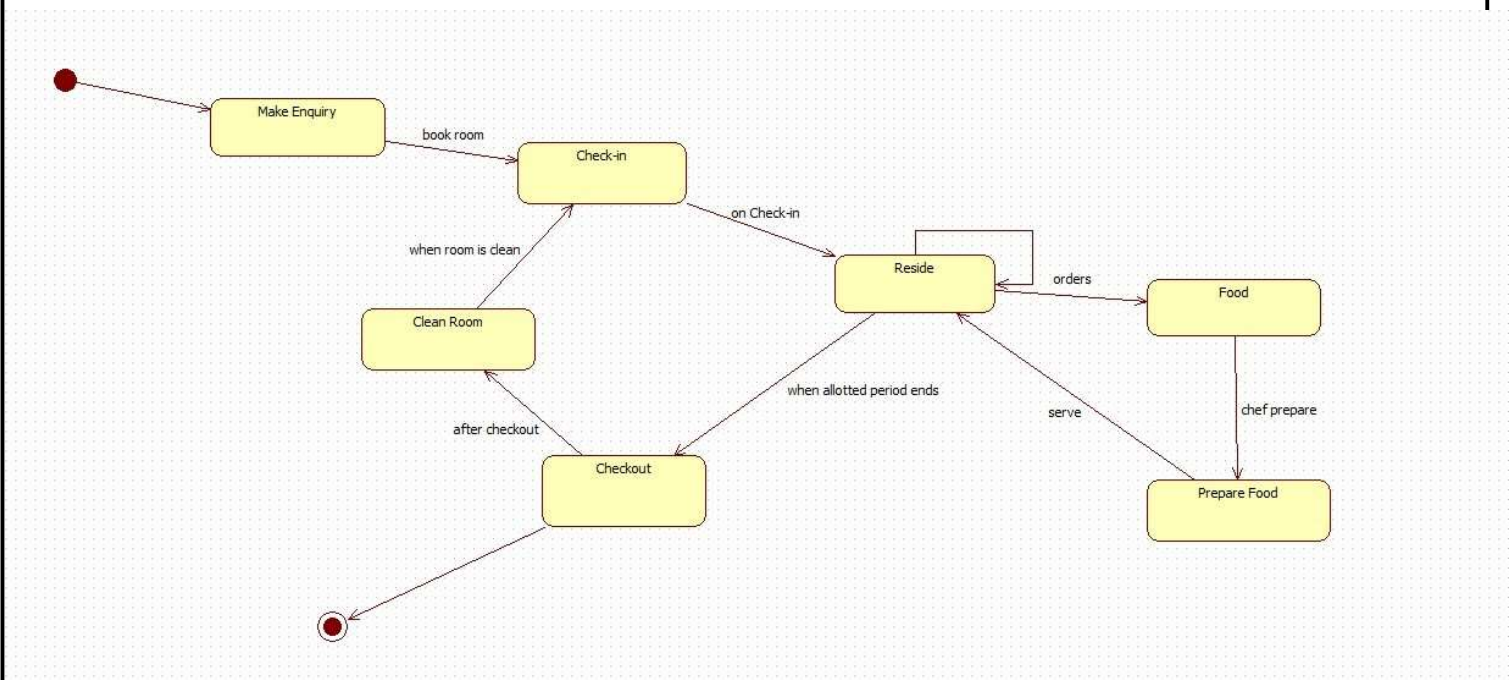 Make Enquiry
book room
Check-in
on Check-in
when room is clean
Reside
orders
Food
Clean Room
when allotted period ends
serve
chef prepare
after checkout
Checkout
Prepare Food